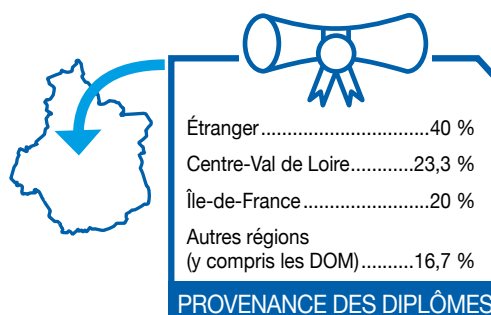 Étranger................................40 %
Centre-Val de Loire............23,3 %
Île-de-France........................20 %
Autres régions
(y compris les DOM)..........16,7 %
PROVENANCE DES DIPLÔMES